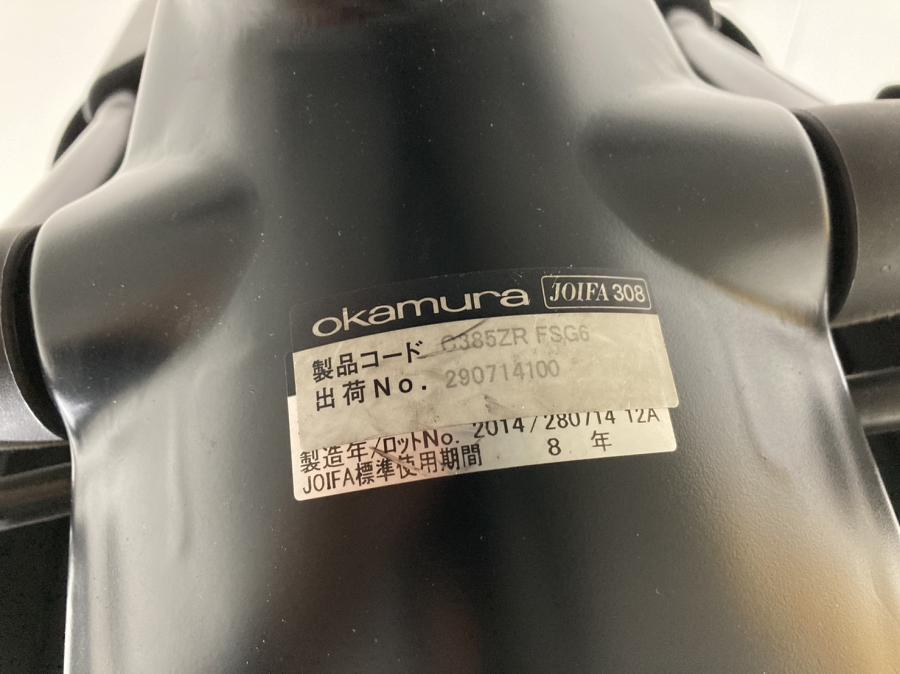 okamura JOIFA 308
製品コード C385ZR FSG6
出荷No. 290714100
製造年/ロットNo. 2014/280714 12A
JOIFA標準使用期間 8 年